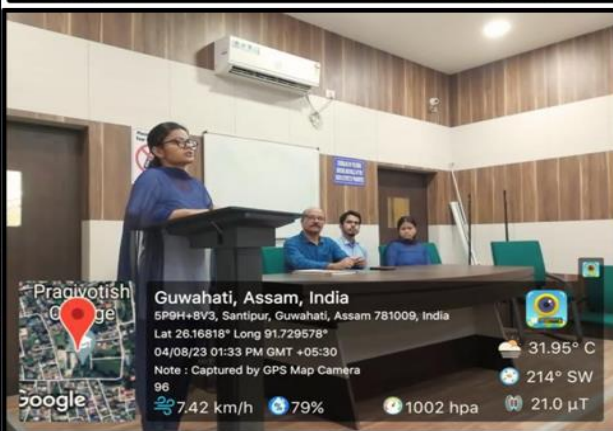 Pragjyotish
College
Google
Guwahati, Assam, India
5P9H+8V3, Santipur, Guwahati, Assam 781009, India
Lat 26.16818° Long 91.729578°
04/08/23 01:33 PM GMT +05:30
Note : Captured by GPS Map Camera
96
31.95° C
214° SW
7.42 km/h
79%
1002 hpa
21.0 µT